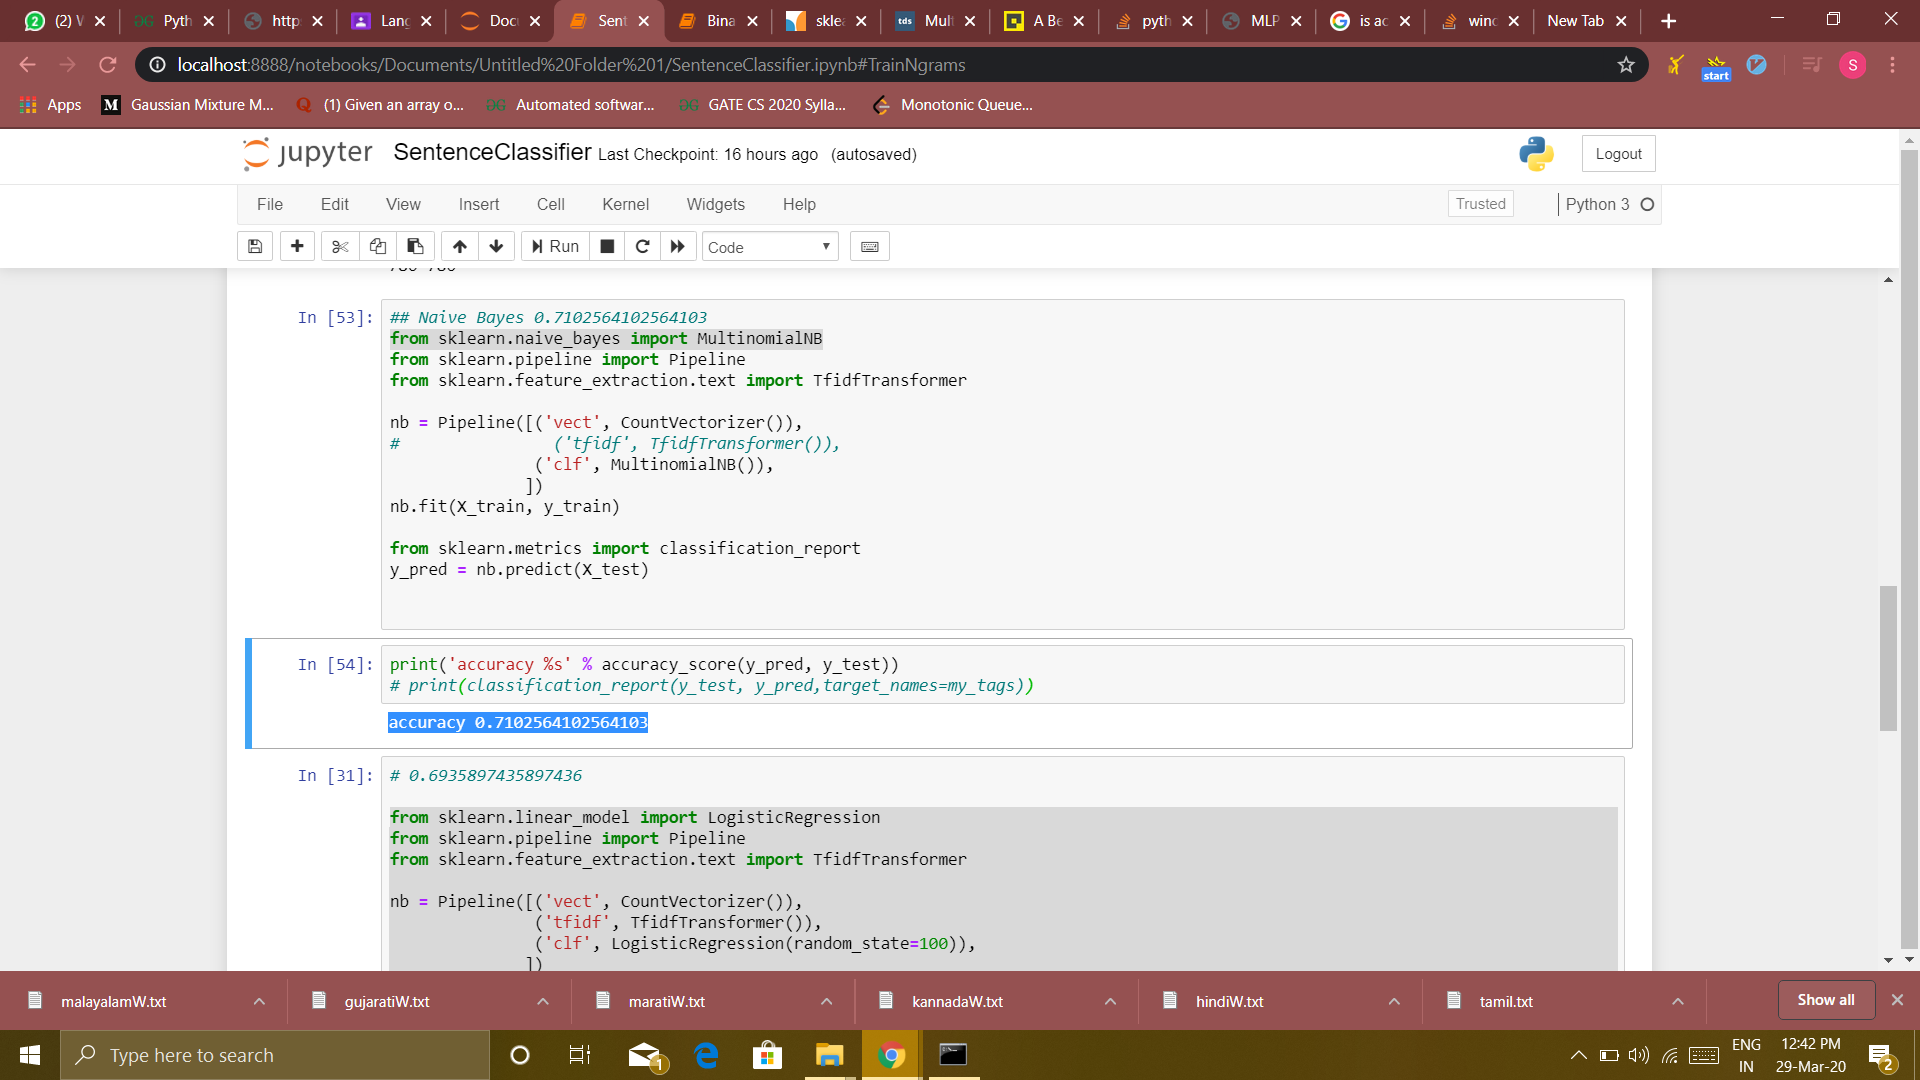 (2) W
Pyth
http
Lang
Docu
Sent
Bina
skle
tds Mult
A Be
pyth
MLP
is ac
winc
New Tab
localhost:8888/notebooks/Documents/Untitled%20Folder%201/SentenceClassifier.ipynb#TrainNgrams
start
S
Apps
M Gaussian Mixture M...
(1) Given an array o...
Automated softwar...
GATE CS 2020 Sylla...
Monotonic Queue...
jupyter SentenceClassifier Last Checkpoint: 16 hours ago (autosaved)
Logout
File Edit View Insert Cell Kernel Widgets Help
Trusted
Python 3
Run
Code
In [53]:
## Naive Bayes 0.7102564102564103
from sklearn.naive_bayes import MultinomialNB
from sklearn.pipeline import Pipeline
from sklearn.feature_extraction.text import TfidfTransformer
nb = Pipeline([('vect', CountVectorizer()),
# ('tfidf', TfidfTransformer()),
('clf', MultinomialNB()),
])
nb.fit(X_train, y_train)
from sklearn.metrics import classification_report
y_pred = nb.predict(X_test)
In [54]:
print('accuracy %s' % accuracy_score(y_pred, y_test))
# print(classification_report(y_test, y_pred,target_names=my_tags))
accuracy 0.7102564102564103
In [31]:
# 0.6935897435897436
from sklearn.linear_model import LogisticRegression
from sklearn.pipeline import Pipeline
from sklearn.feature_extraction.text import TfidfTransformer
nb = Pipeline([('vect', CountVectorizer()),
('tfidf', TfidfTransformer()),
('clf', LogisticRegression(random_state=100)),
])
malayalamW.txt
gujaratiW.txt
maratiW.txt
kannadaW.txt
hindiW.txt
tamil.txt
Show all
Type here to search
1
ENG
IN
12:42 PM
29-Mar-20
2